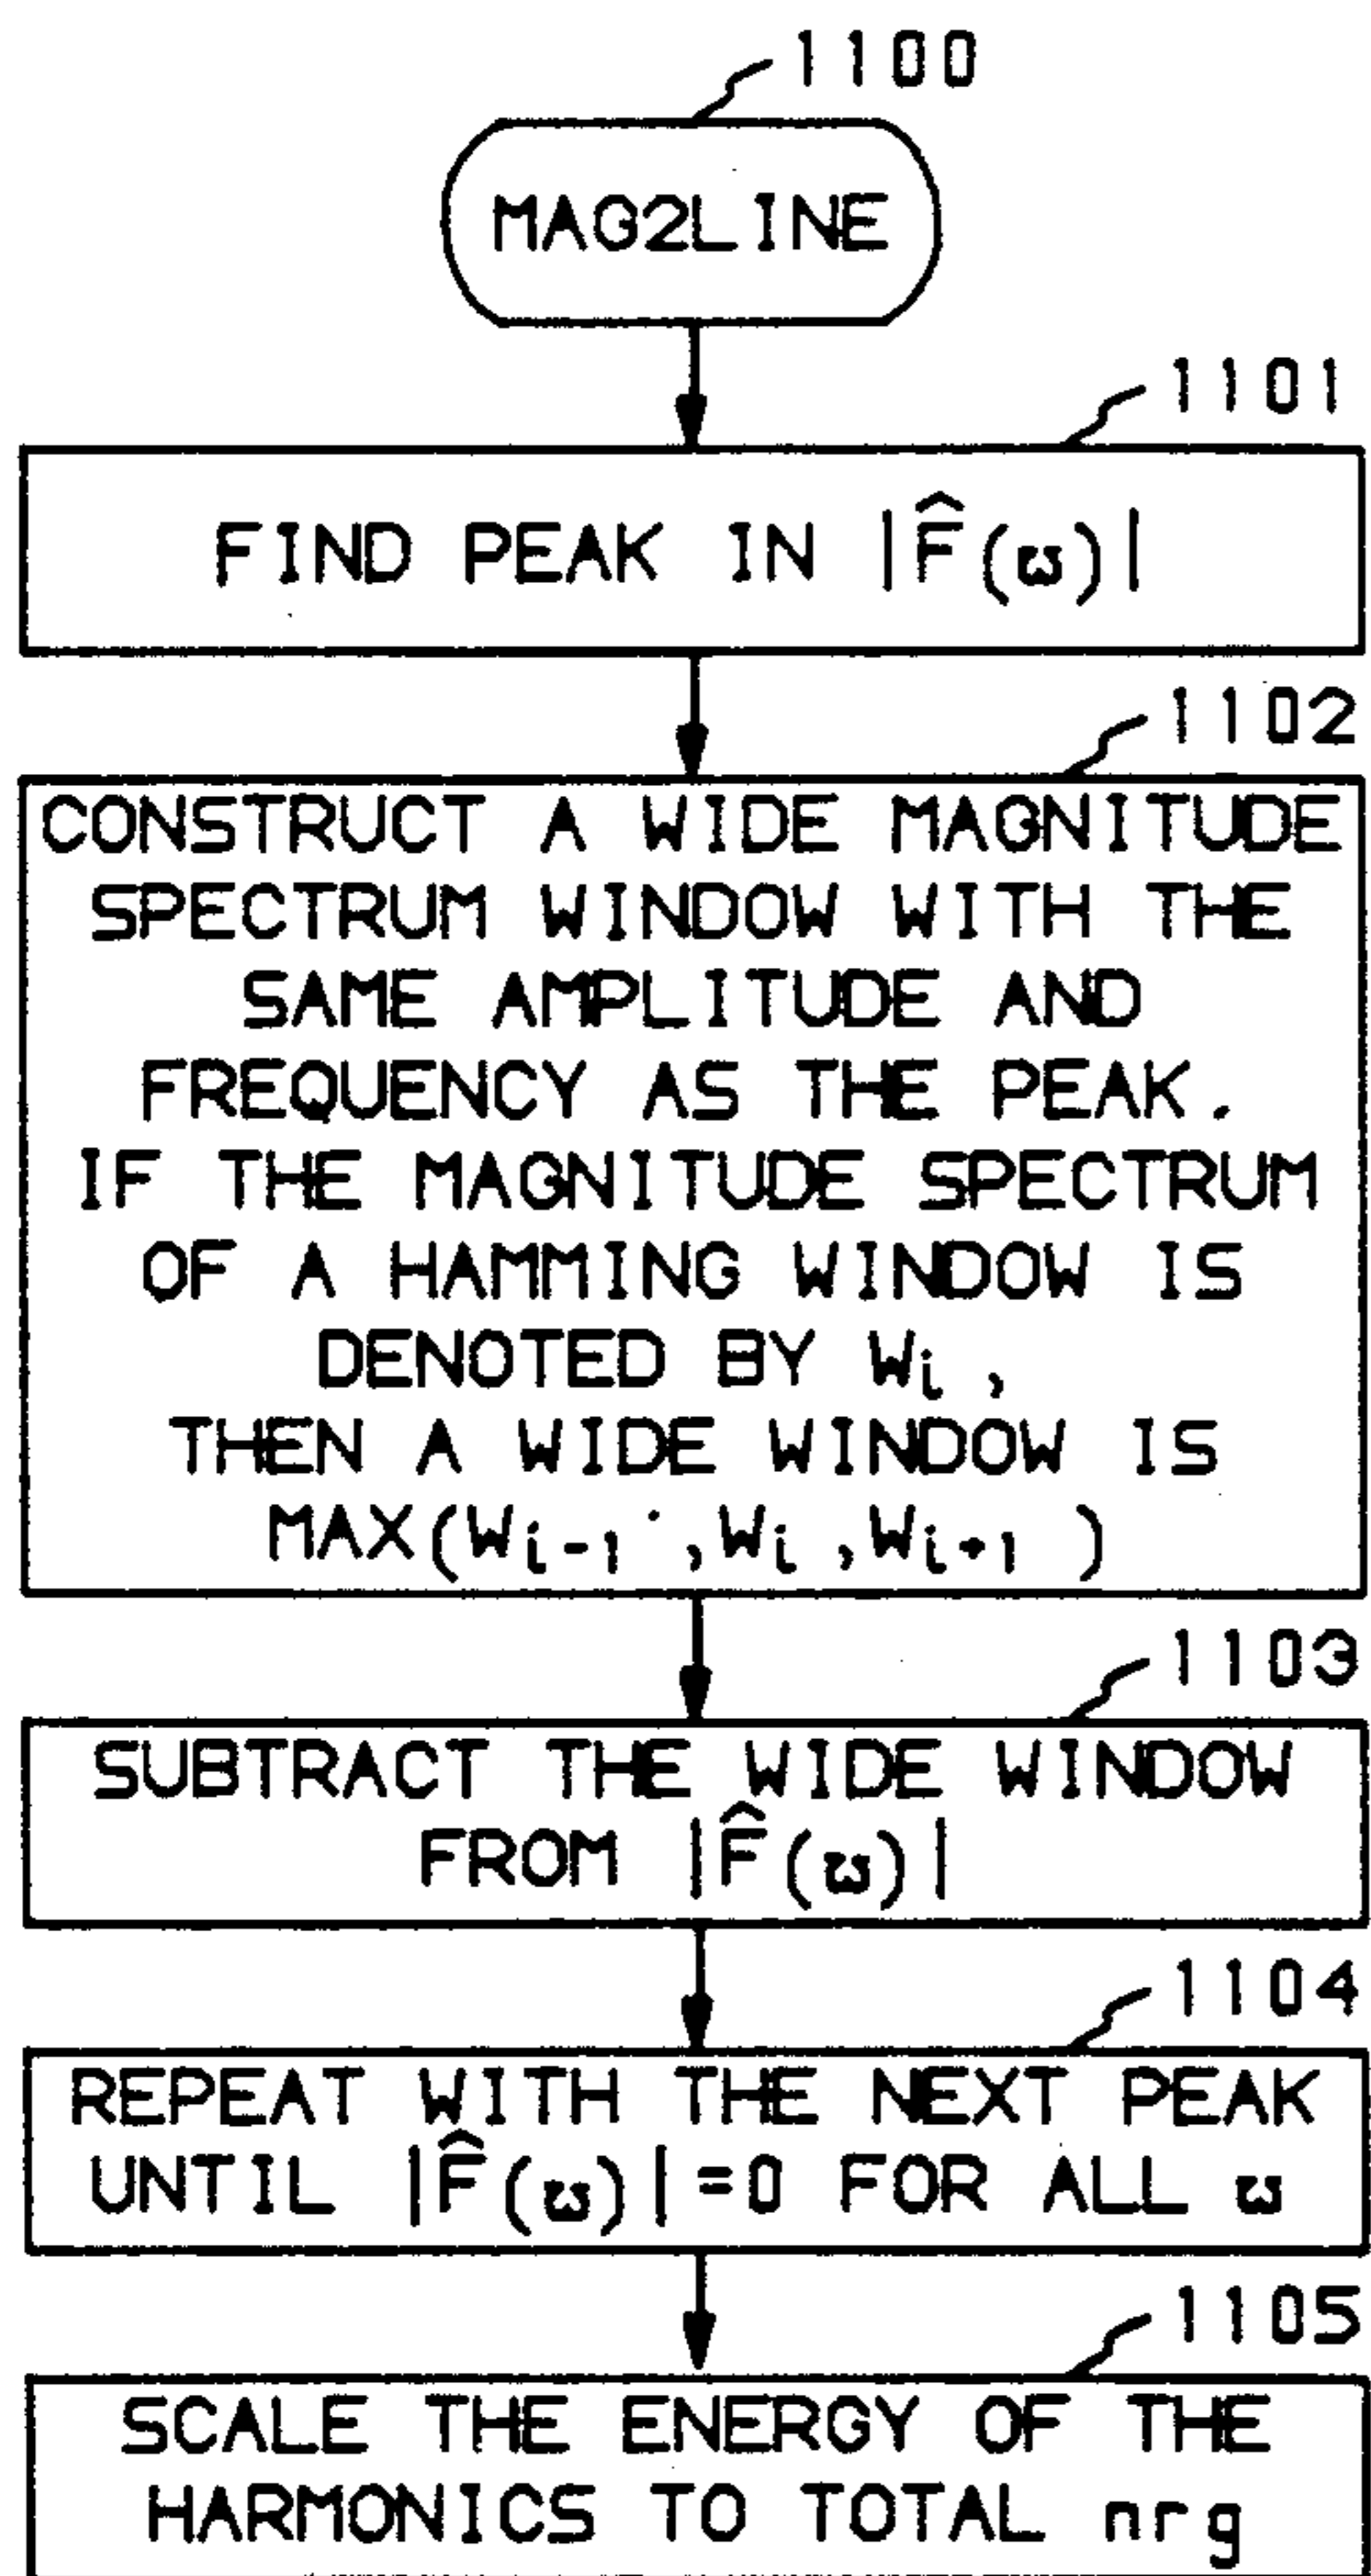 1100
MAG2LINE
1101
FIND PEAK IN |F̂(ω)|
1102
CONSTRUCT A WIDE MAGNITUDE
SPECTRUM WINDOW WITH THE
SAME AMPLITUDE AND
FREQUENCY AS THE PEAK.
IF THE MAGNITUDE SPECTRUM
OF A HAMMING WINDOW IS
DENOTED BY Wᵢ,
THEN A WIDE WINDOW IS
MAX(Wᵢ₋₁,Wᵢ,Wᵢ₊₁)
1103
SUBTRACT THE WIDE WINDOW
FROM |F̂(ω)|
1104
REPEAT WITH THE NEXT PEAK
UNTIL |F̂(ω)|=0 FOR ALL ω
1105
SCALE THE ENERGY OF THE
HARMONICS TO TOTAL nrg